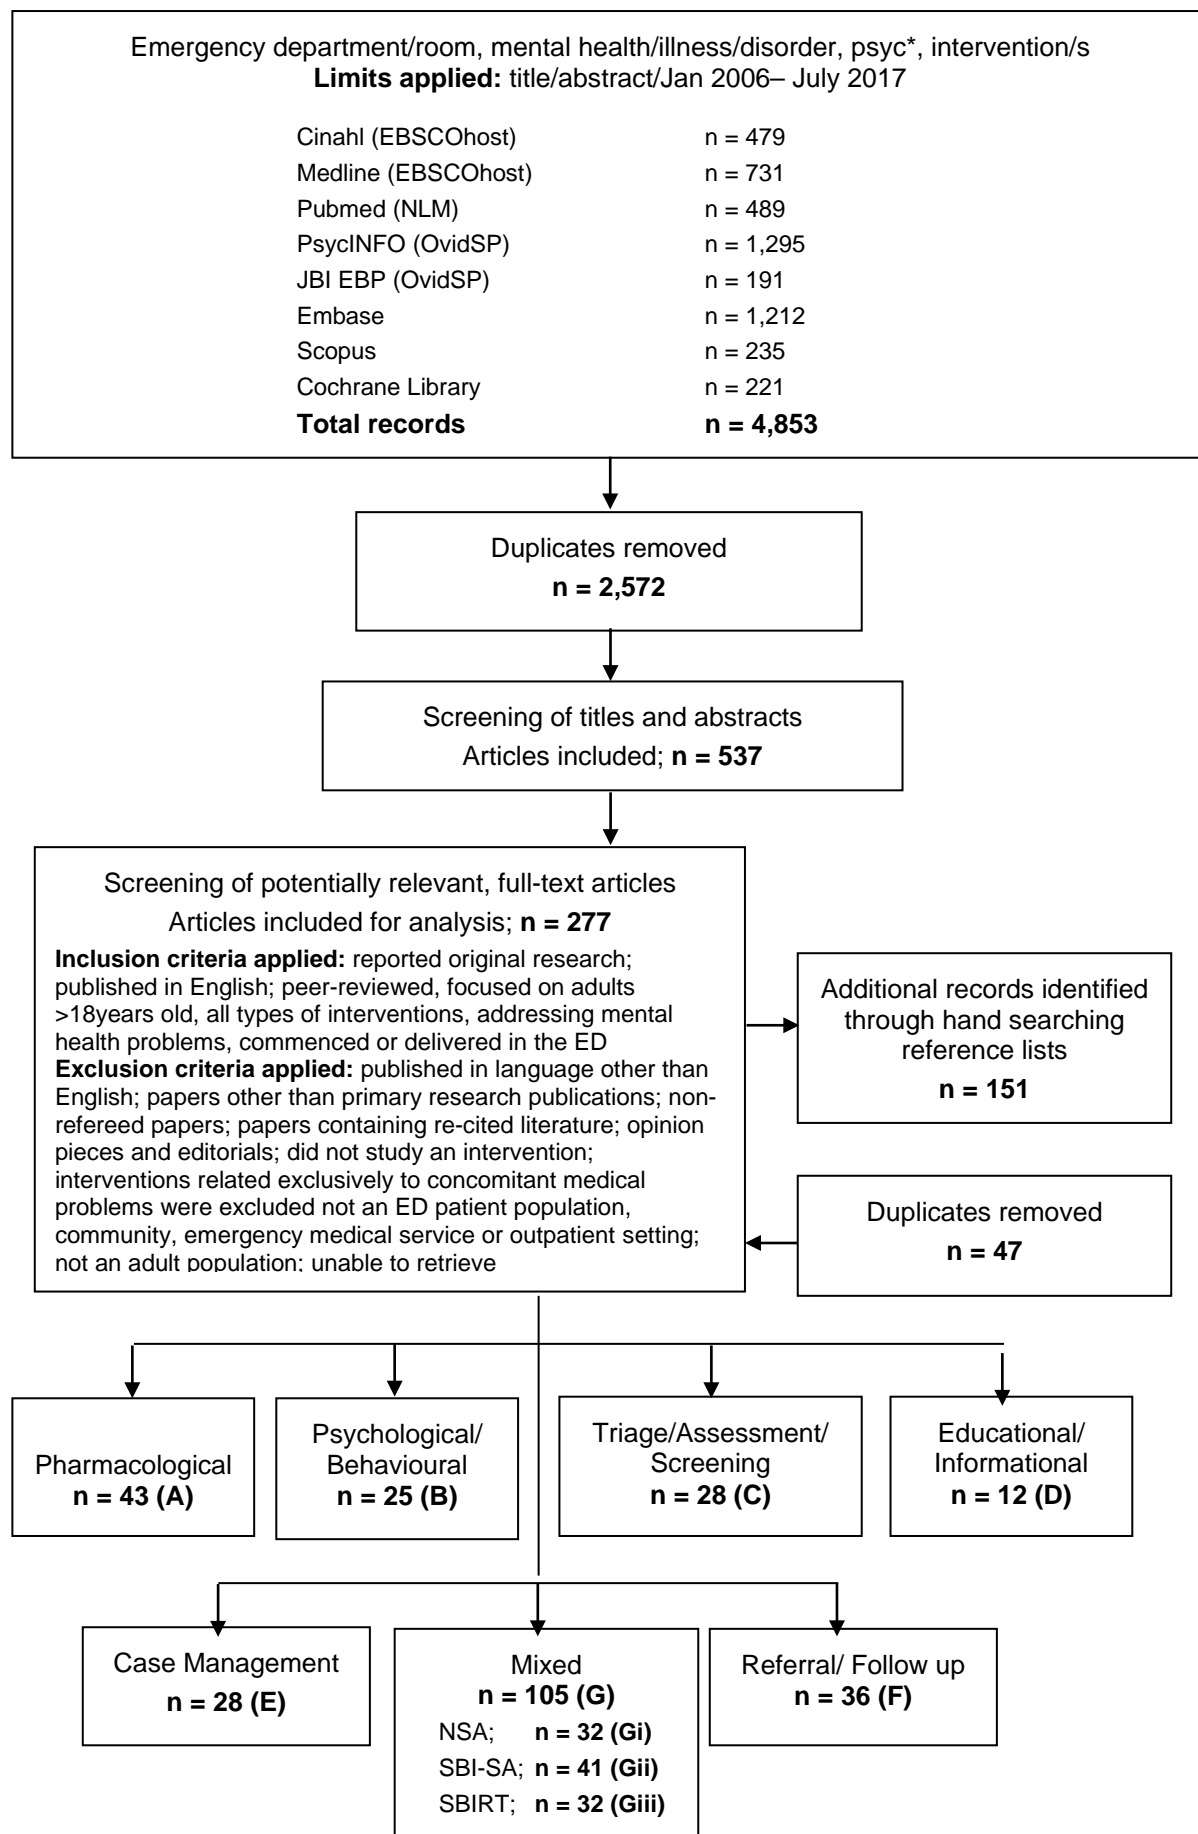 Emergency department/room, mental health/illness/disorder, psyc*, intervention/s
Limits applied: title/abstract/Jan 2006– July 2017
Cinahl (EBSCOhost) n = 479
Medline (EBSCOhost) n = 731
Pubmed (NLM) n = 489
PsycINFO (OvidSP) n = 1,295
JBI EBP (OvidSP) n = 191
Embase n = 1,212
Scopus n = 235
Cochrane Library n = 221
Total records n = 4,853
Duplicates removed
n = 2,572
Screening of titles and abstracts
Articles included; n = 537
Screening of potentially relevant, full-text articles
Articles included for analysis; n = 277
Inclusion criteria applied: reported original research;
published in English; peer-reviewed, focused on adults
>18years old, all types of interventions, addressing mental
health problems, commenced or delivered in the ED
Exclusion criteria applied: published in language other than
English; papers other than primary research publications; non-
refereed papers; papers containing re-cited literature; opinion
pieces and editorials; did not study an intervention;
interventions related exclusively to concomitant medical
problems were excluded not an ED patient population,
community, emergency medical service or outpatient setting;
not an adult population; unable to retrieve
Additional records identified
through hand searching
reference lists
n = 151
Duplicates removed
n = 47
Pharmacological
n = 43 (A)
Psychological/
Behavioural
n = 25 (B)
Triage/Assessment/
Screening
n = 28 (C)
Educational/
Informational
n = 12 (D)
Case Management
n = 28 (E)
Mixed
n = 105 (G)
NSA; n = 32 (Gi)
SBI-SA; n = 41 (Gii)
SBIRT; n = 32 (Giii)
Referral/ Follow up
n = 36 (F)